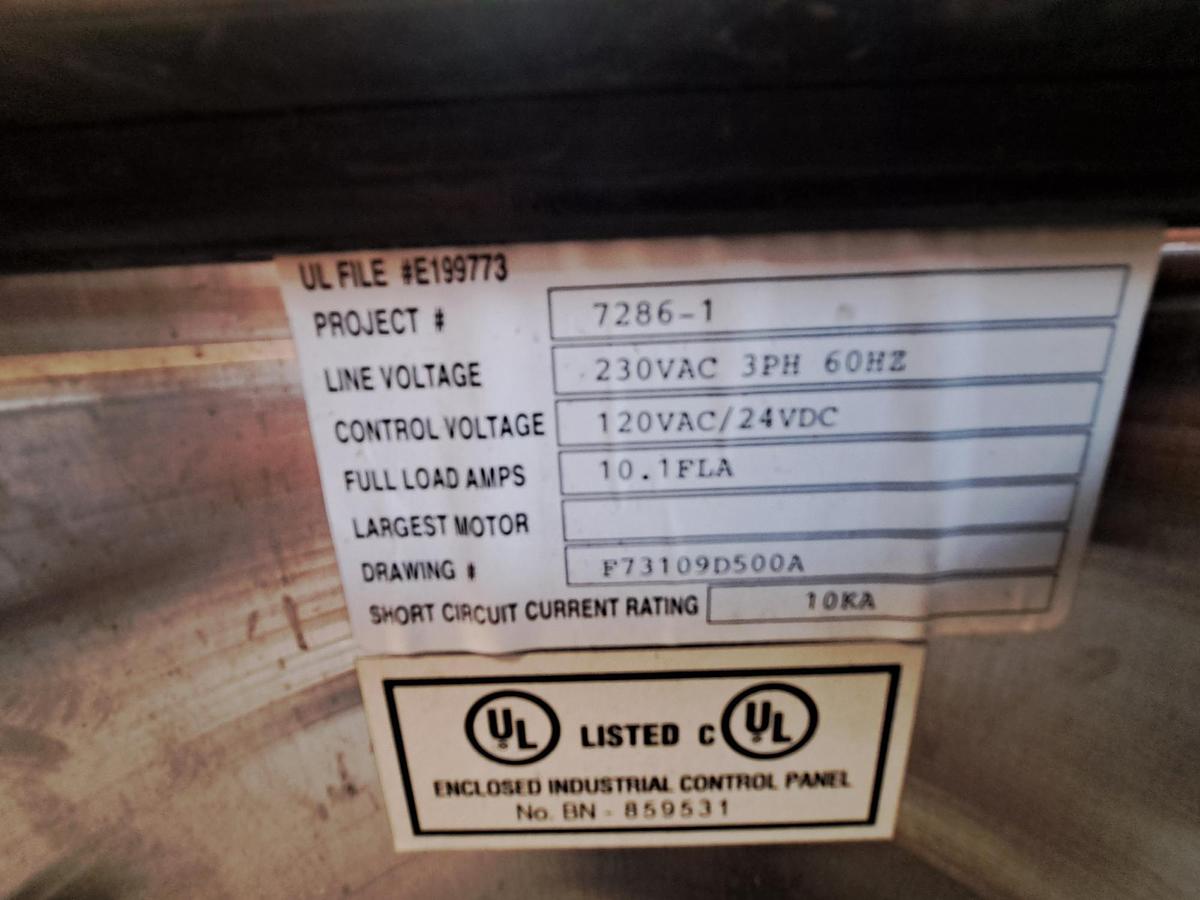 UL FILE #E199773
PROJECT # 7286-1
LINE VOLTAGE 230VAC 3PH 60HZ
CONTROL VOLTAGE 120VAC/24VDC
FULL LOAD AMPS 10.1FLA
LARGEST MOTOR
DRAWING # F73109D500A
SHORT CIRCUIT CURRENT RATING 10KA
UL LISTED C UL
ENCLOSED INDUSTRIAL CONTROL PANEL
No. BN - 859531